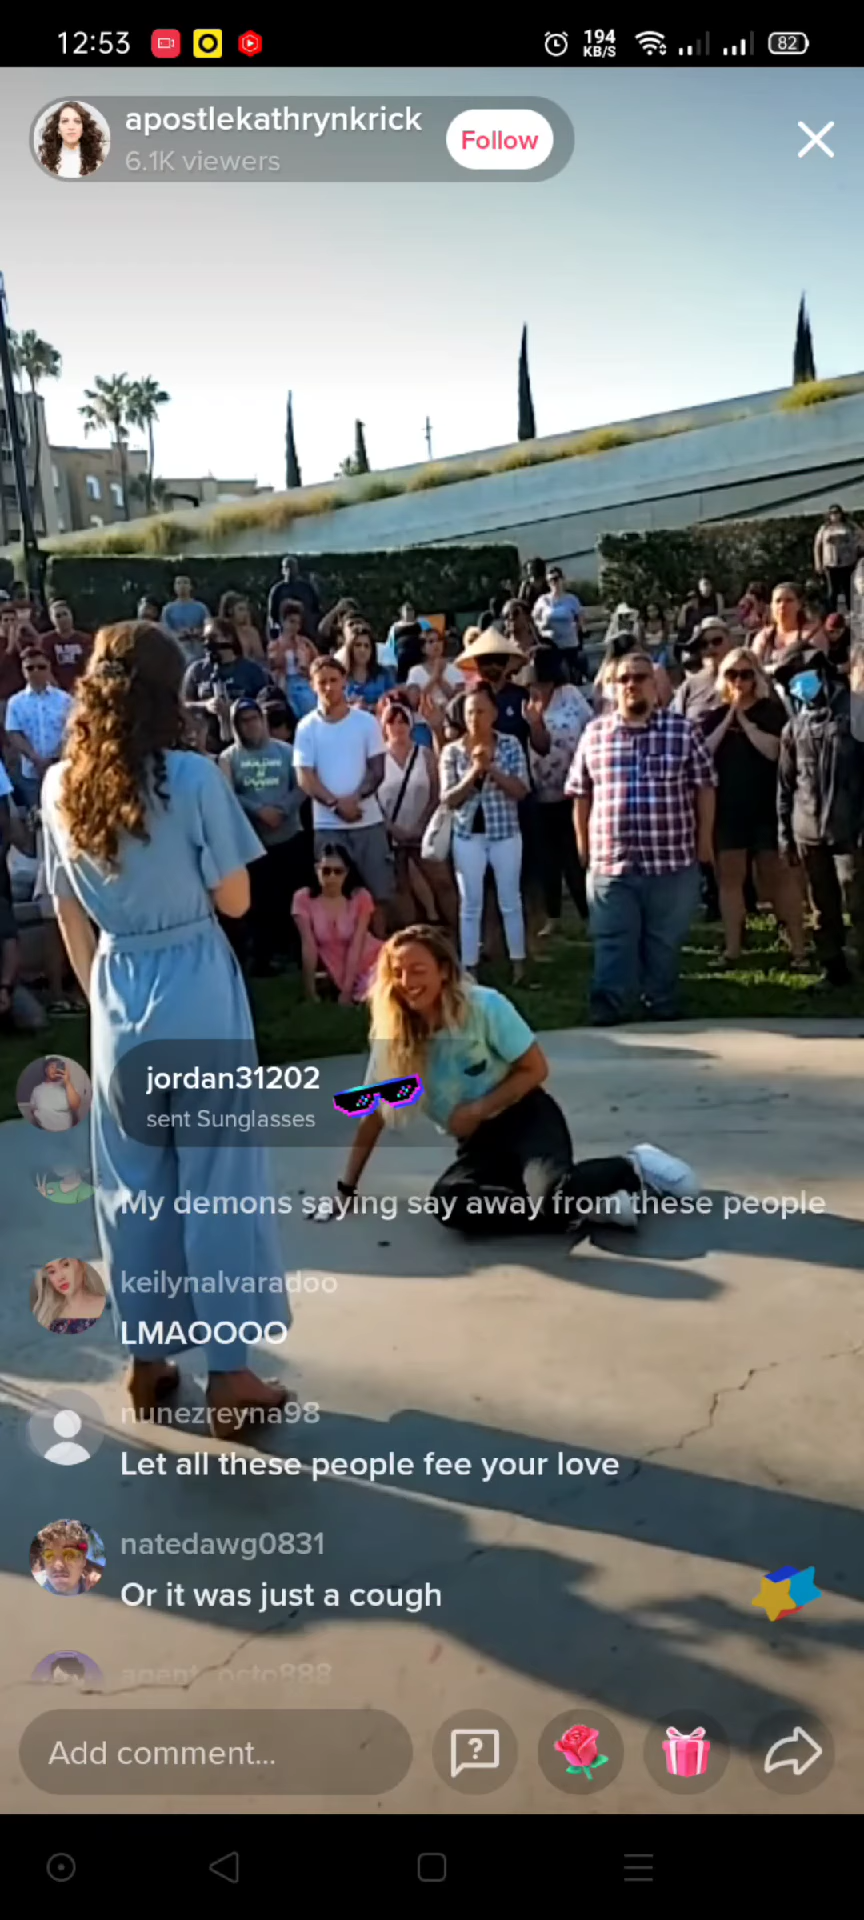 12:53
194
KB/S
82
apostlekathrynkrick
6.1K viewers
Follow
jordan31202
sent Sunglasses
My demons saying say away from these people
keilynalvaradoo
LMAOOOO
nunezreyna98
Let all these people fee your love
natedawg0831
Or it was just a cough
Add comment...
?